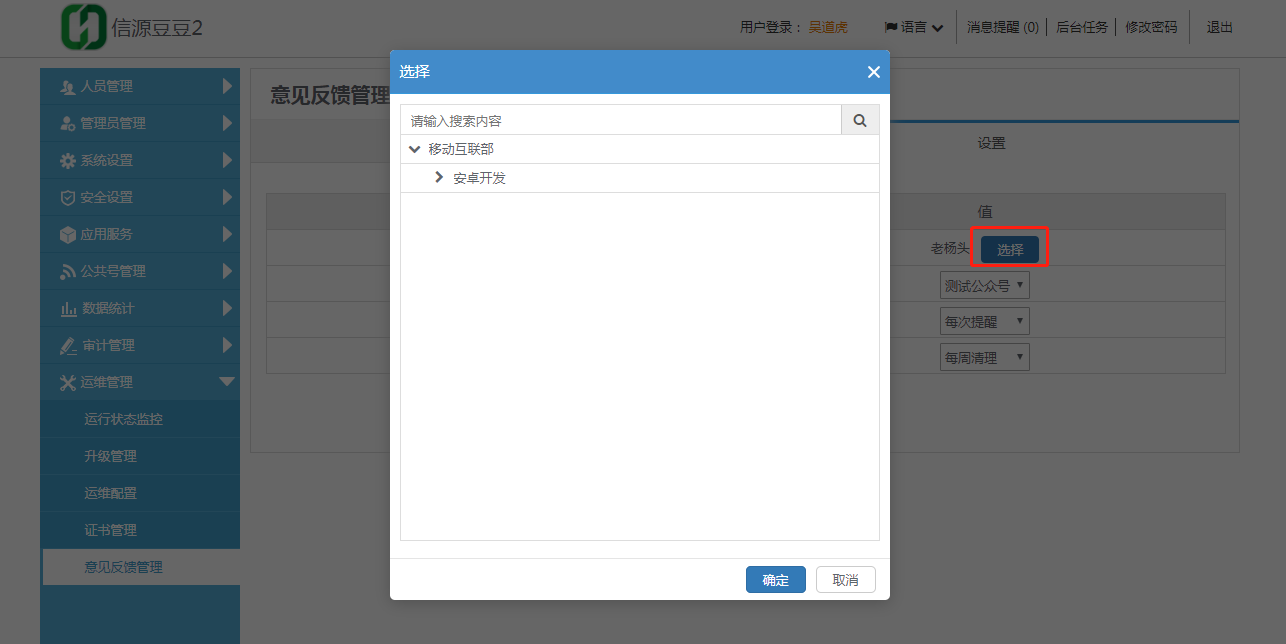 信源豆豆2
用户登录： 吴道虎 语言 消息提醒 (0) 后台任务 修改密码 退出
人员管理
管理员管理
系统设置
安全设置
应用服务
公共号管理
数据统计
审计管理
运维管理
运行状态监控
升级管理
运维配置
证书管理
意见反馈管理
意见反馈管理
设置
值
老杨头 选择
测试公众号
每次提醒
每周清理
选择
请输入搜索内容
移动互联部
安卓开发
确定 取消